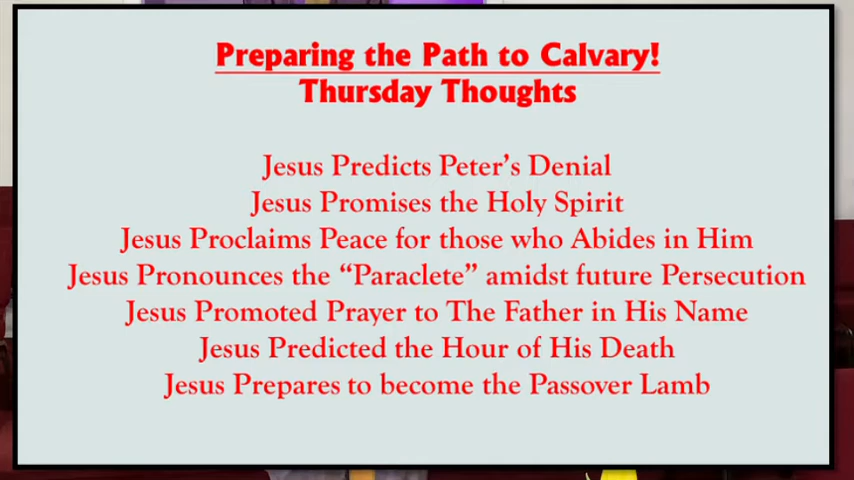 Preparing the Path to Calvary!
Thursday Thoughts
Jesus Predicts Peter’s Denial
Jesus Promises the Holy Spirit
Jesus Proclaims Peace for those who Abides in Him
Jesus Pronounces the “Paraclete” amidst future Persecution
Jesus Promoted Prayer to The Father in His Name
Jesus Predicted the Hour of His Death
Jesus Prepares to become the Passover Lamb